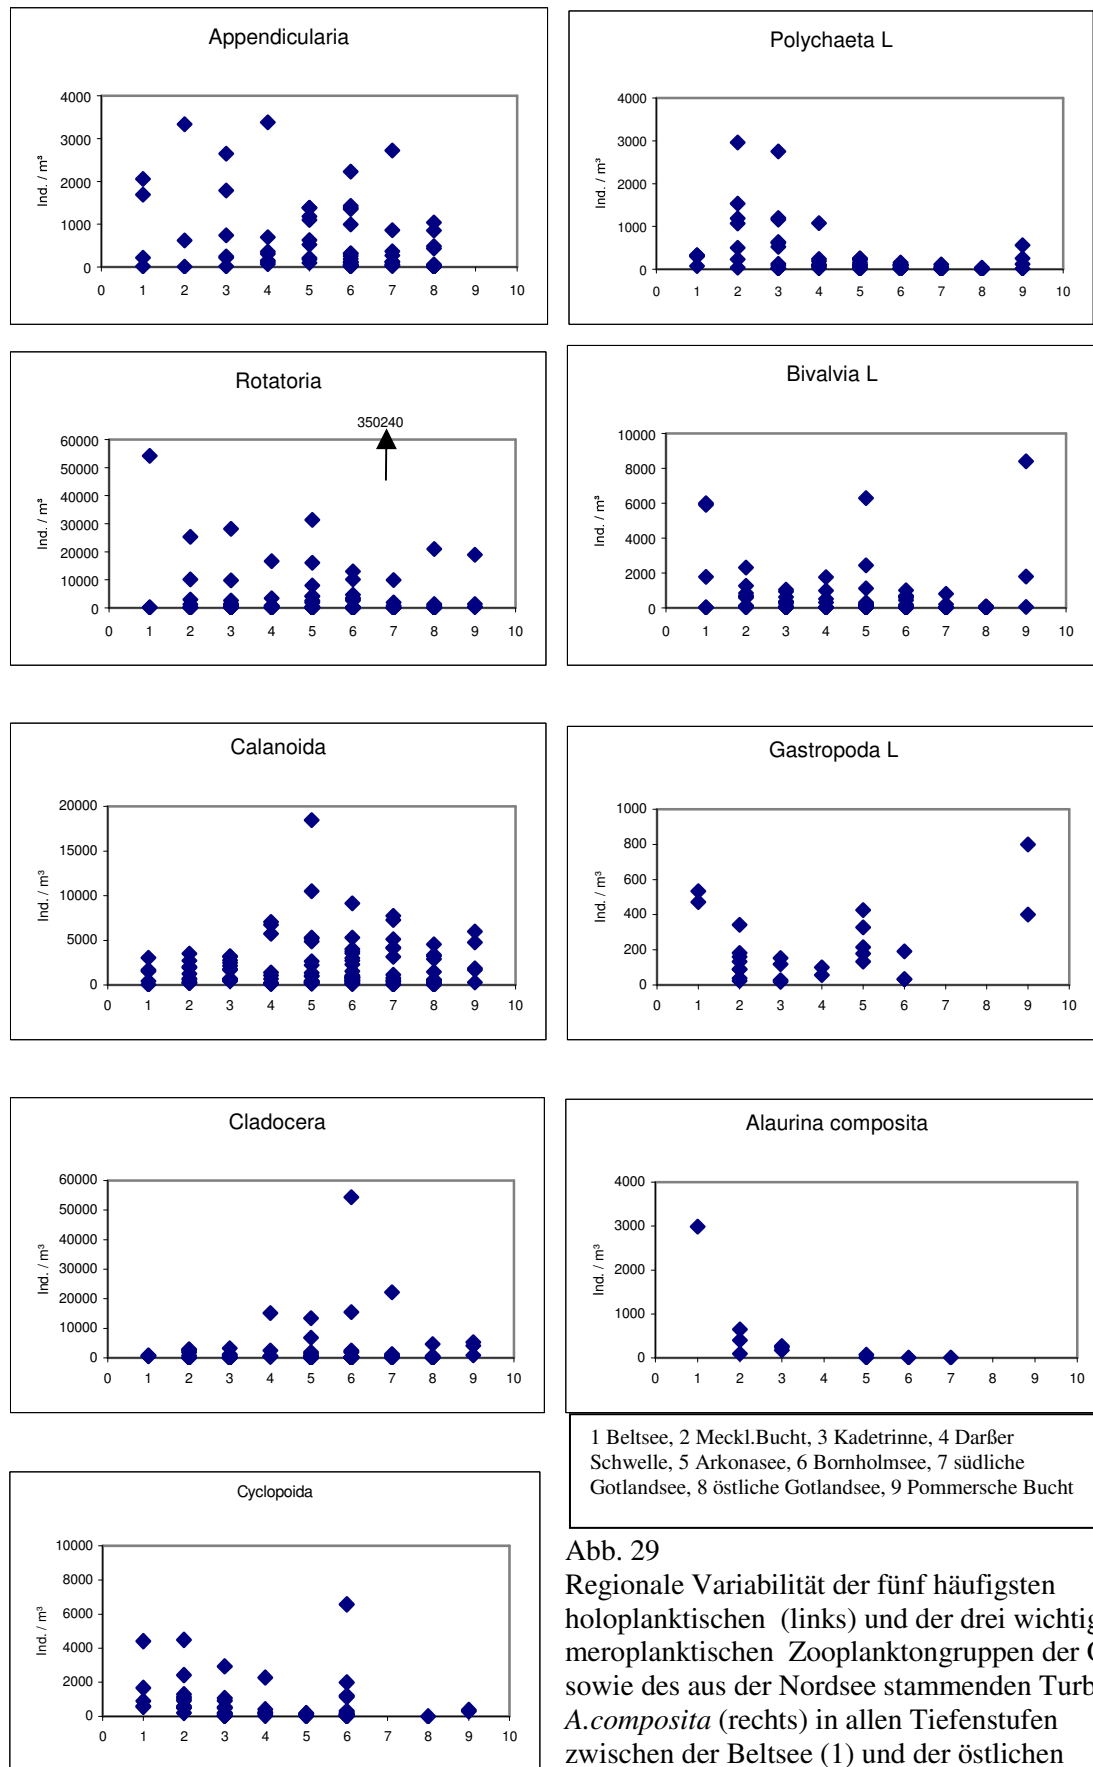 Appendicularia
Ind. / m³
4000
3000
2000
1000
0
0 1 2 3 4 5 6 7 8 9 10
Polychaeta L
Ind. / m³
4000
3000
2000
1000
0
0 1 2 3 4 5 6 7 8 9 10
Rotatoria
350240
Ind. / m³
60000
50000
40000
30000
20000
10000
0
0 1 2 3 4 5 6 7 8 9 10
Bivalvia L
Ind. / m³
10000
8000
6000
4000
2000
0
0 1 2 3 4 5 6 7 8 9 10
Calanoida
Ind. / m³
20000
15000
10000
5000
0
0 1 2 3 4 5 6 7 8 9 10
Gastropoda L
Ind. / m³
1000
800
600
400
200
0
0 1 2 3 4 5 6 7 8 9 10
Cladocera
Ind. / m³
60000
50000
40000
30000
20000
10000
0
0 1 2 3 4 5 6 7 8 9 10
Alaurina composita
Ind. / m³
4000
3000
2000
1000
0
0 1 2 3 4 5 6 7 8 9 10
1 Beltsee, 2 Meckl.Bucht, 3 Kadetrinne, 4 Darßer
Schwelle, 5 Arkonasee, 6 Bornholmsee, 7 südliche
Gotlandsee, 8 östliche Gotlandsee, 9 Pommersche Bucht
Cyclopoida
Ind. / m³
10000
8000
6000
4000
2000
0
0 1 2 3 4 5 6 7 8 9 10
Abb. 29
Regionale Variabilität der fünf häufigsten
holoplanktischen (links) und der drei wichtig
meroplanktischen Zooplanktongruppen der
sowie des aus der Nordsee stammenden Turb
A.composita (rechts) in allen Tiefenstufen
zwischen der Beltsee (1) und der östlichen